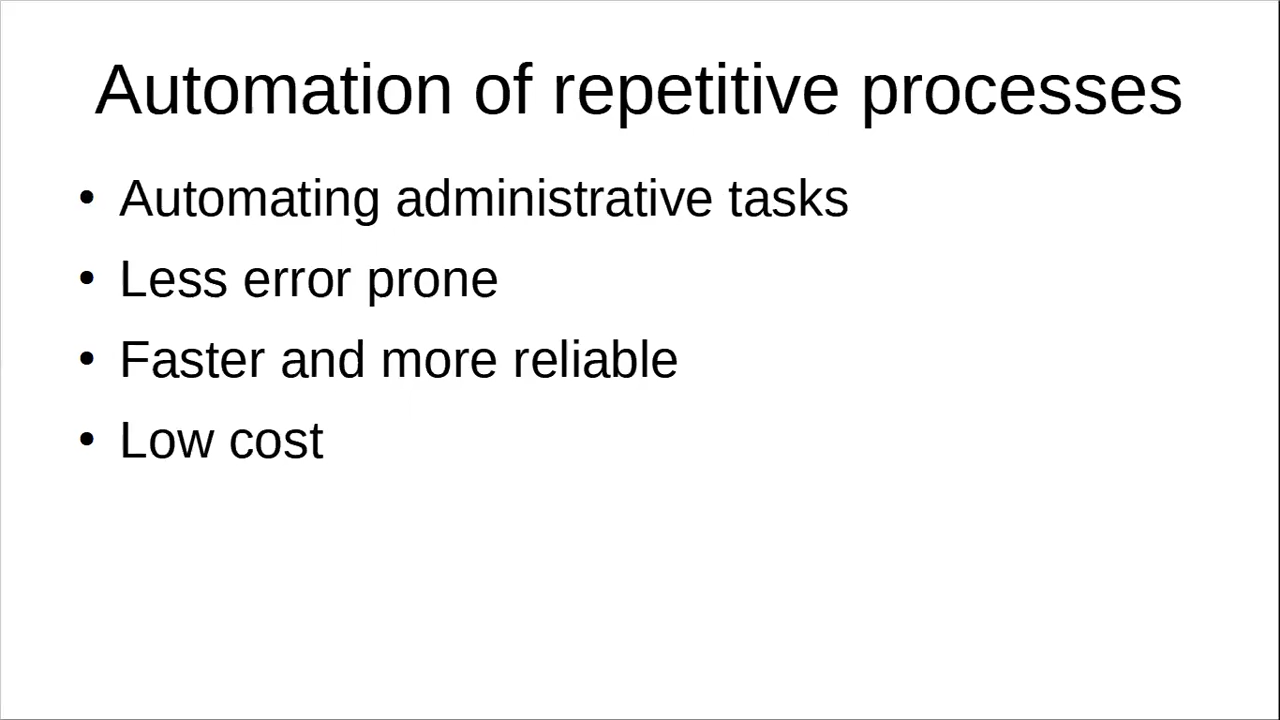 Automation of repetitive processes
• Automating administrative tasks
• Less error prone
• Faster and more reliable
• Low cost